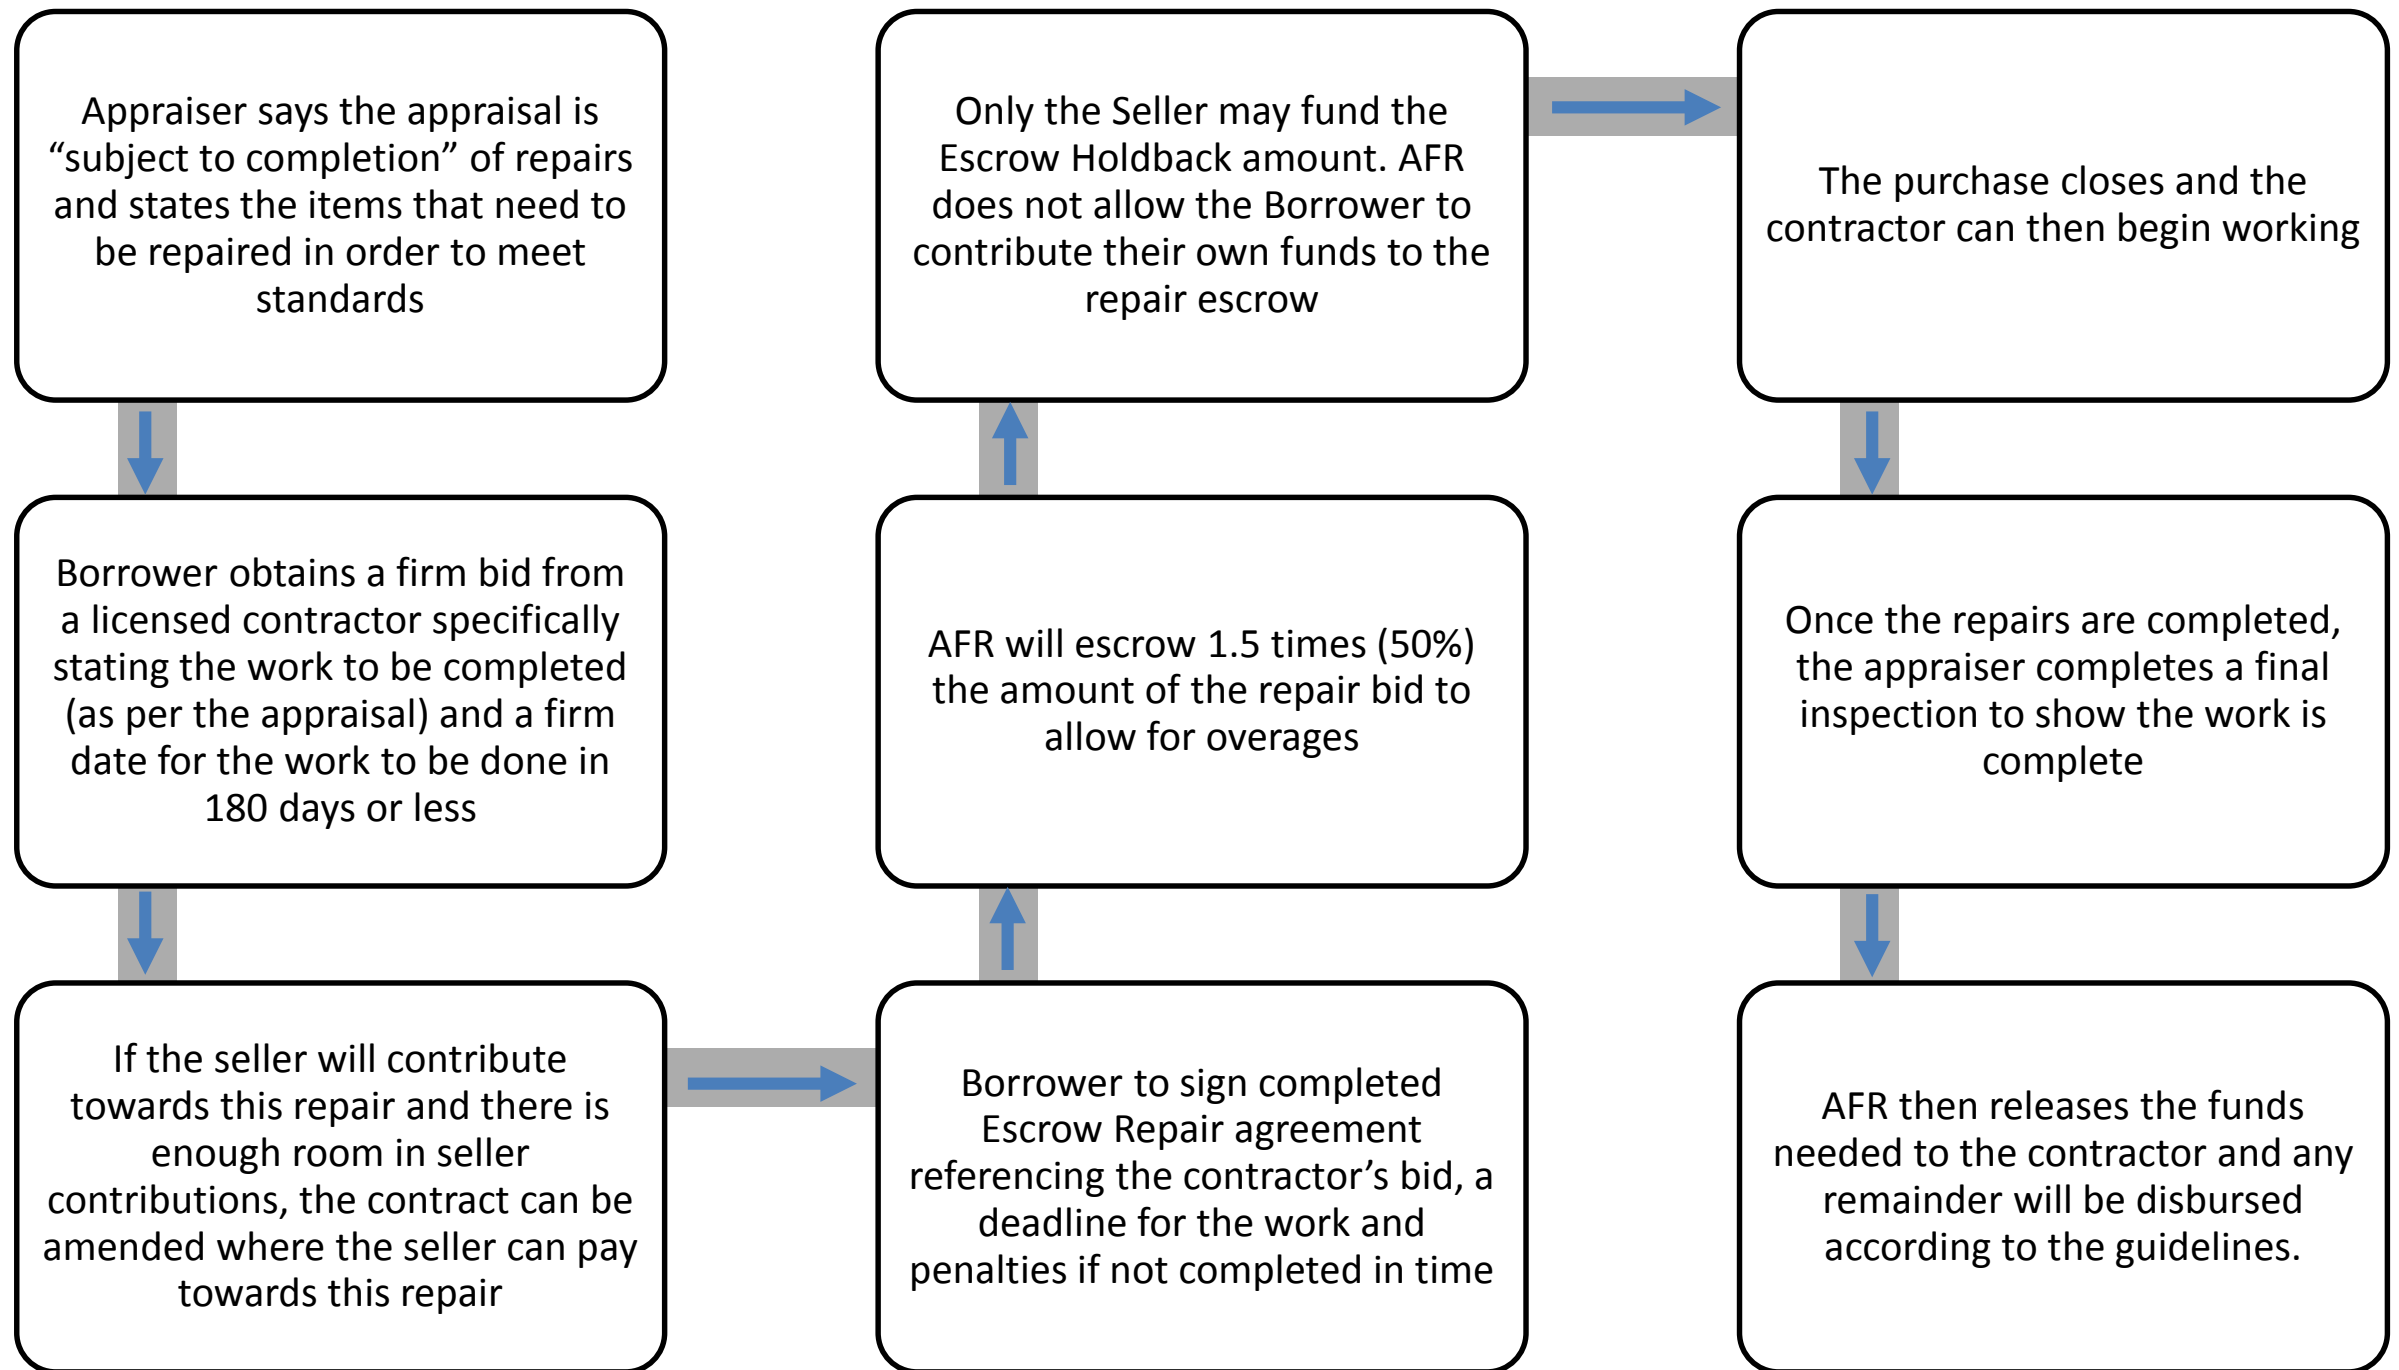 Appraiser says the appraisal is
“subject to completion” of repairs
and states the items that need to
be repaired in order to meet
standards
Borrower obtains a firm bid from
a licensed contractor specifically
stating the work to be completed
(as per the appraisal) and a firm
date for the work to be done in
180 days or less
If the seller will contribute
towards this repair and there is
enough room in seller
contributions, the contract can be
amended where the seller can pay
towards this repair
Borrower to sign completed
Escrow Repair agreement
referencing the contractor’s bid, a
deadline for the work and
penalties if not completed in time
AFR will escrow 1.5 times (50%)
the amount of the repair bid to
allow for overages
Only the Seller may fund the
Escrow Holdback amount. AFR
does not allow the Borrower to
contribute their own funds to the
repair escrow
The purchase closes and the
contractor can then begin working
Once the repairs are completed,
the appraiser completes a final
inspection to show the work is
complete
AFR then releases the funds
needed to the contractor and any
remainder will be disbursed
according to the guidelines.